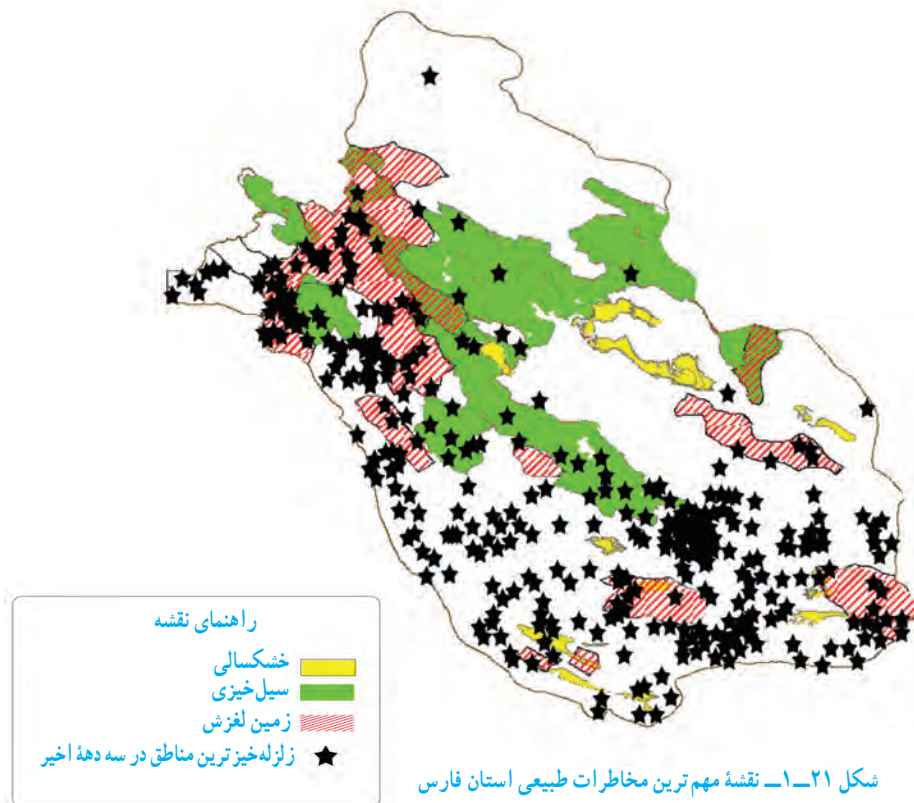 راهنمای نقشه
خشکسالی
سیل‌خیزی
زمین لغزش
زلزله‌خیزترین مناطق در سه دههٔ اخیر
شکل ۲۱ــ۱ــ نقشهٔ مهم‌ترین مخاطرات طبیعی استان فارس